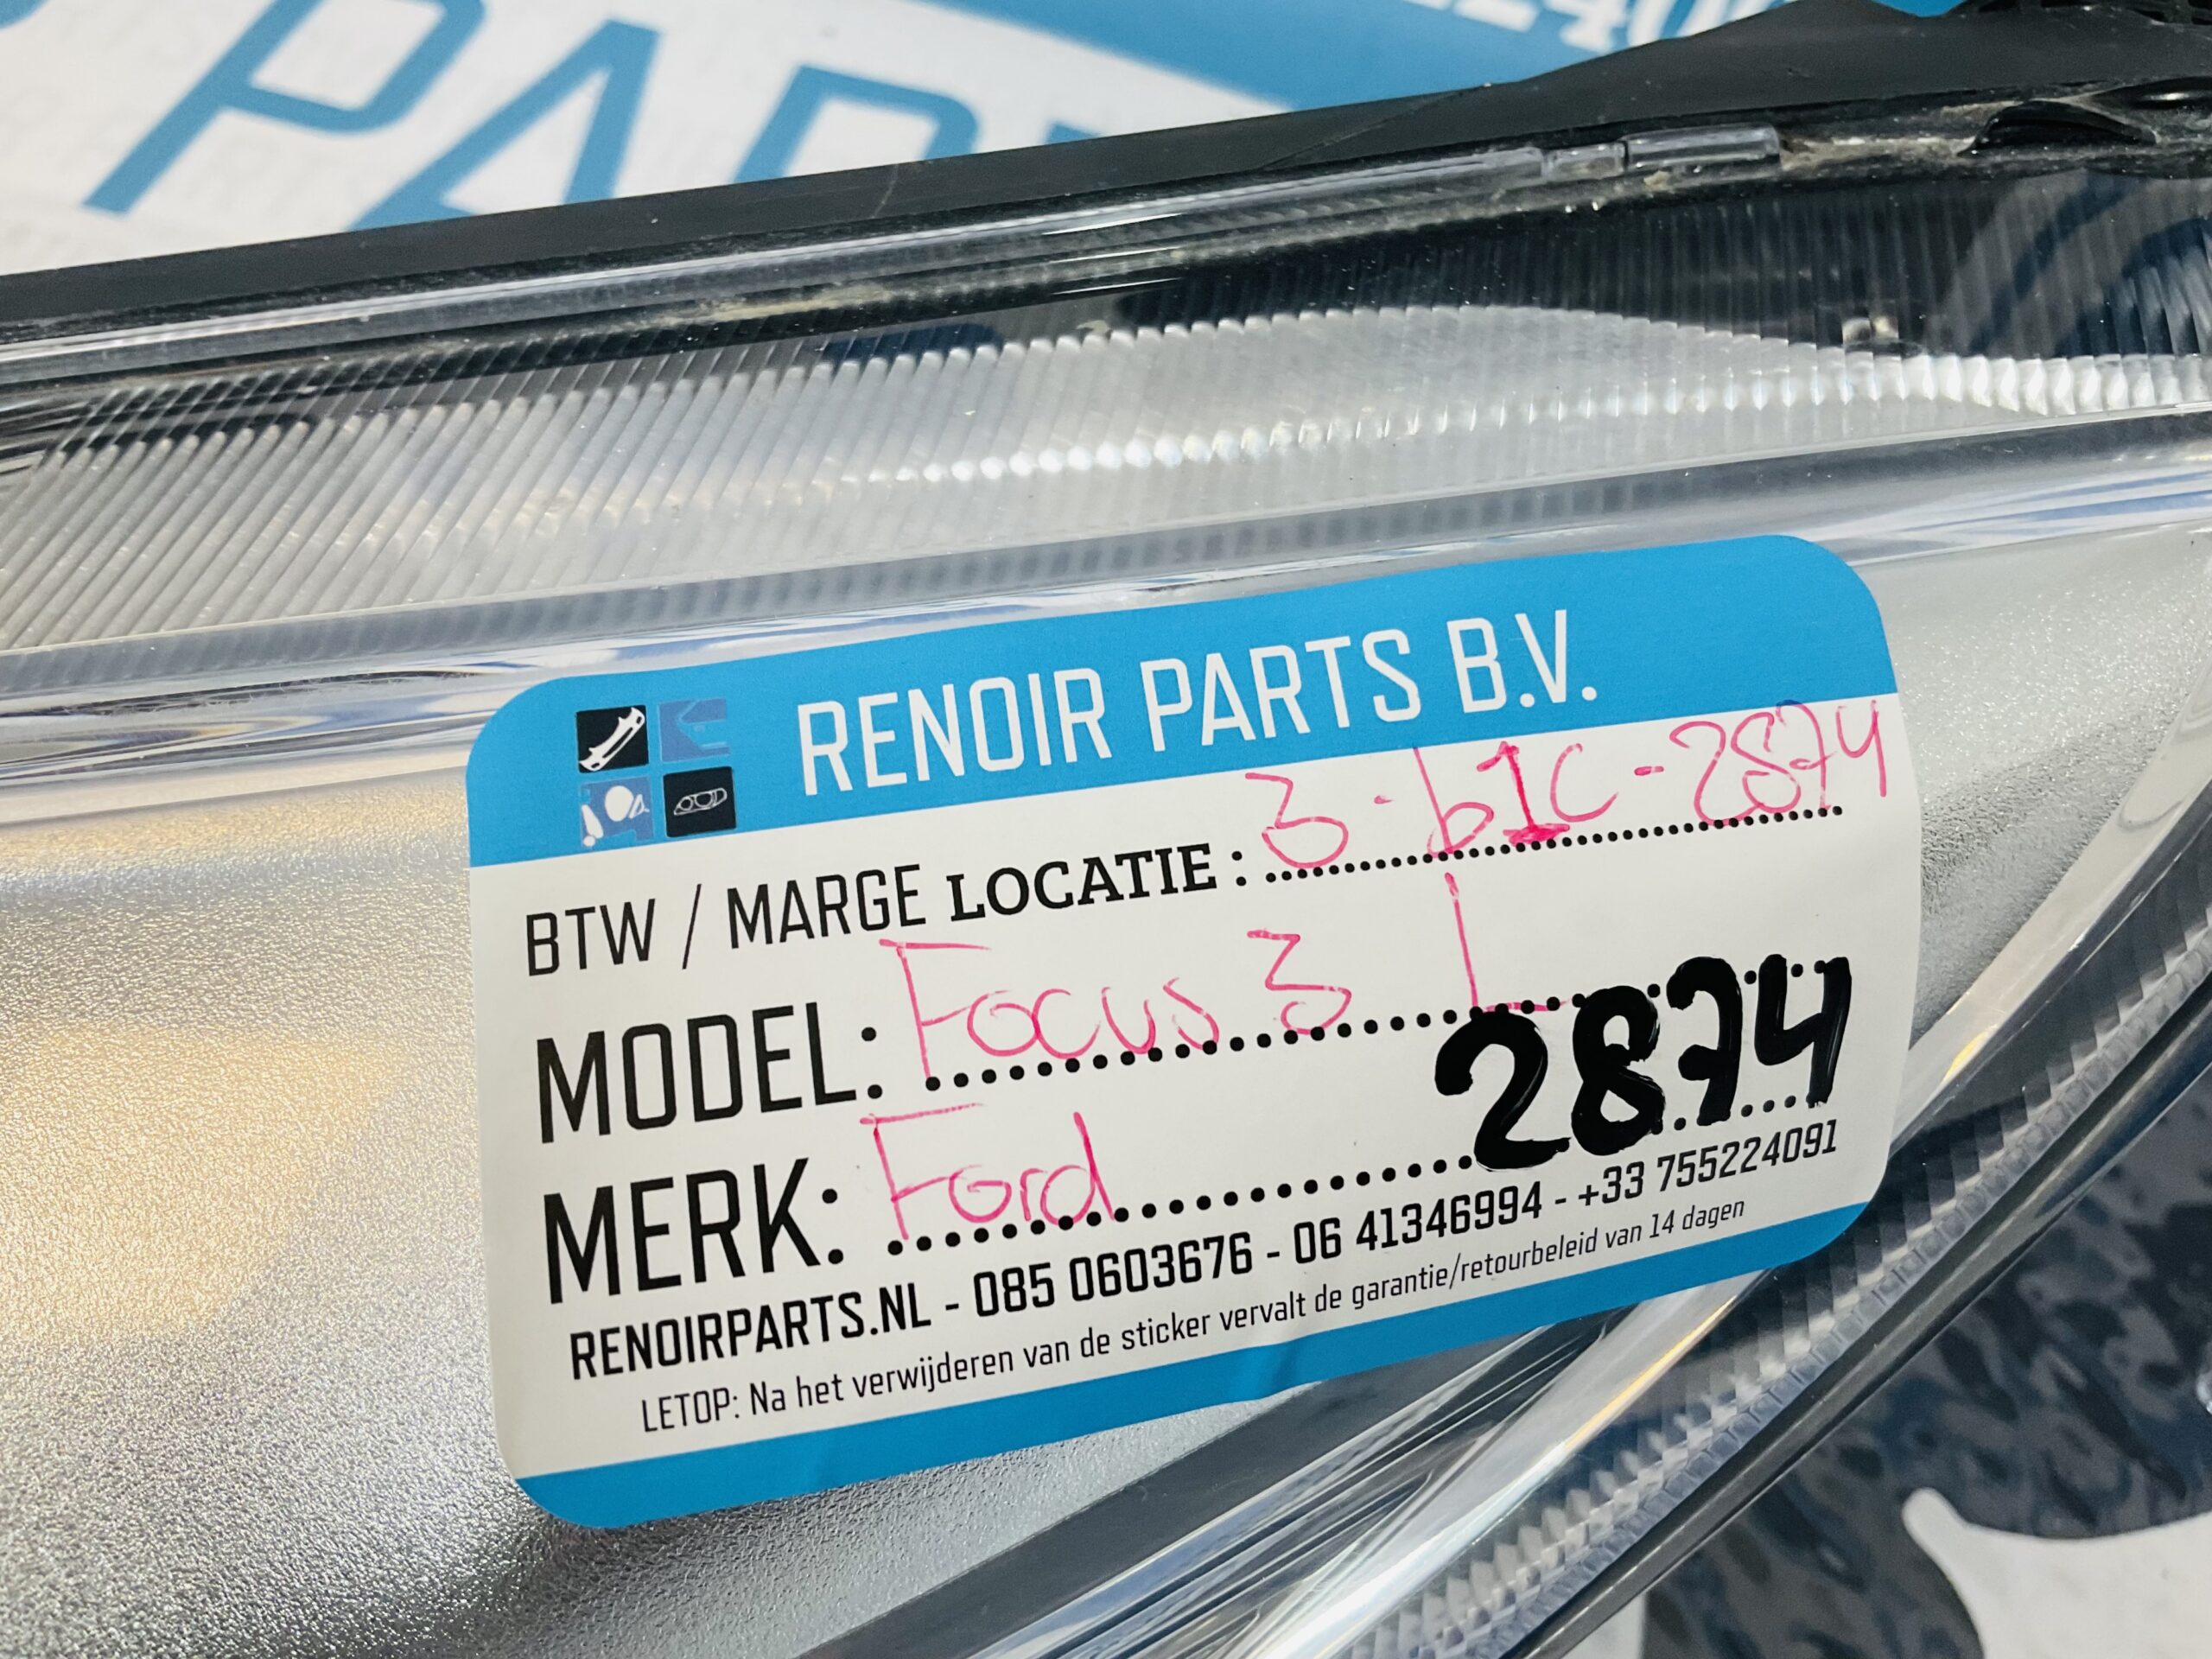 RENOIR PARTS B.V.
BTW / MARGE LOCATIE : 3-b1C-2874
MODEL: Focus 3 L
2874
MERK: Ford
RENOIRPARTS.NL - 085 0603676 - 06 41346994 - +33 755224091
LETOP: Na het verwijderen van de sticker vervalt de garantie/retourbeleid van 14 dagen